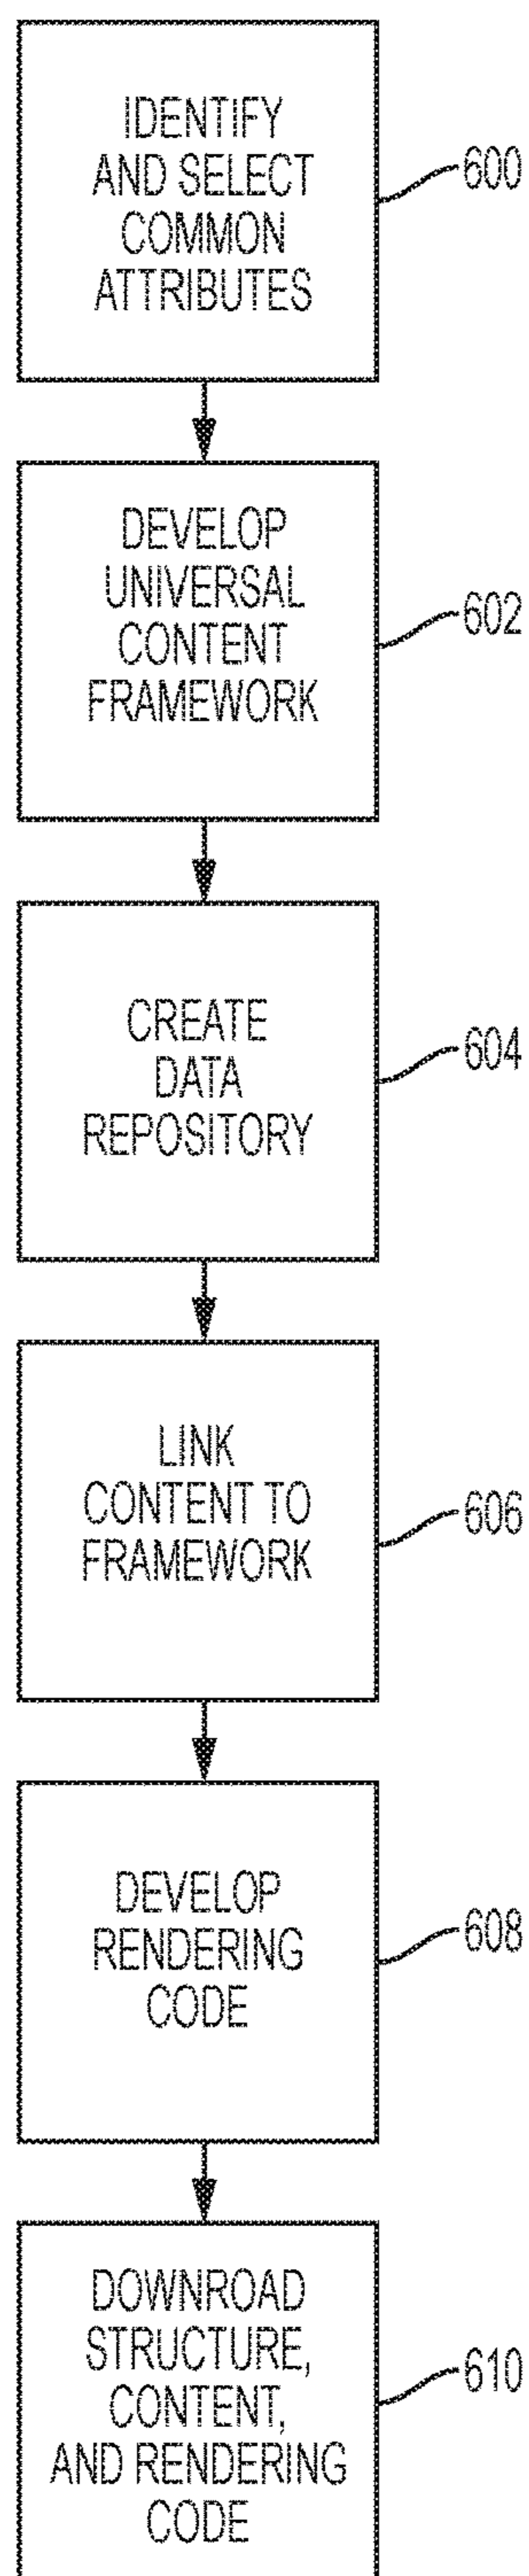 IDENTIFY
AND SELECT
COMMON
ATTRIBUTES
600
DEVELOP
UNIVERSAL
CONTENT
FRAMEWORK
602
CREATE
DATA
REPOSITORY
604
LINK
CONTENT TO
FRAMEWORK
606
DEVELOP
RENDERING
CODE
608
DOWNROAD
STRUCTURE,
CONTENT,
AND RENDERING
CODE
610